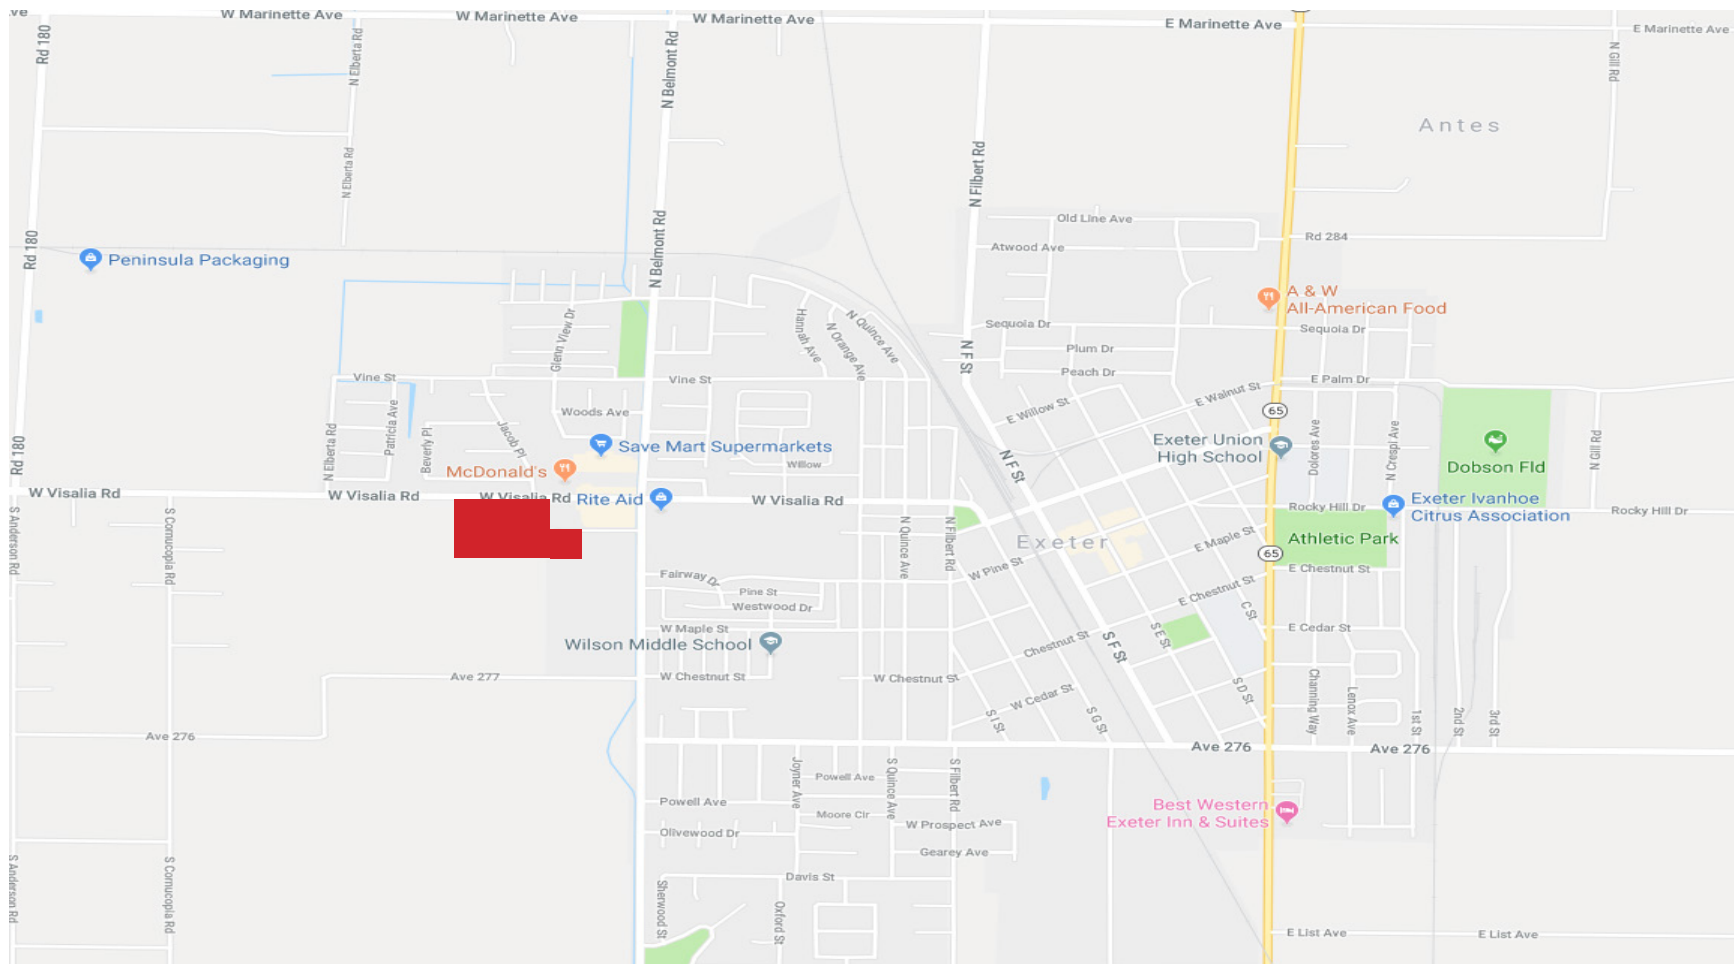 ve
W Marinette Ave
W Marinette Ave
W Marinette Ave
E Marinette Ave
E Marinette Ave
Rd 180
N Elberta Rd
N Belmont Rd
N Gill Rd
Antes
N Elberta Rd
N Filbert Rd
Old Line Ave
Rd 180
N Belmont Rd
Atwood Ave
Rd 284
Peninsula Packaging
A & W
All-American Food
Glenn View Dr
Hannah Ave
N Orange Ave
N Quince Ave
Sequoia Dr
Sequoia Dr
N F St
Plum Dr
Peach Dr
Vine St
Vine St
E Palm Dr
E Walnut St
Woods Ave
E Willow St
65
Patricia Ave
Beverly Pl
Jacob Pl
N Elberta Rd
Rd 180
Save Mart Supermarkets
Exeter Union
High School
Dolores Ave
N Crespi Ave
N Gill Rd
Dobson Fld
McDonald's
Willow
N F St
W Visalia Rd
W Visalia Rd
W Visalia Rd
Rite Aid
W Visalia Rd
Rocky Hill Dr
Exeter Ivanhoe
Citrus Association
Rocky Hill Dr
S Anderson Rd
S Cornucopia Rd
N Quince Ave
N Filbert Rd
Exeter
E Maple St
Athletic Park
65
W Pine St
E Chestnut St
E Chestnut St
Fairway Dr
Pine St
Westwood Dr
C St
W Maple St
Wilson Middle School
Chestnut St
S F St
S E St
E Cedar St
Ave 277
W Chestnut St
W Chestnut St
W Cedar St
S I St
S G St
S D St
Channing Way
Lenox Ave
1st St
2nd St
3rd St
Ave 276
Ave 276
Ave 276
Joyner Ave
S Quince Ave
S Filbert Rd
Powell Ave
Powell Ave
Moore Cir
W Prospect Ave
Best Western
Exeter Inn & Suites
Olivewood Dr
Gearey Ave
S Anderson Rd
S Cornucopia Rd
Sherwood St
Davis St
Oxford St
E List Ave
E List Ave